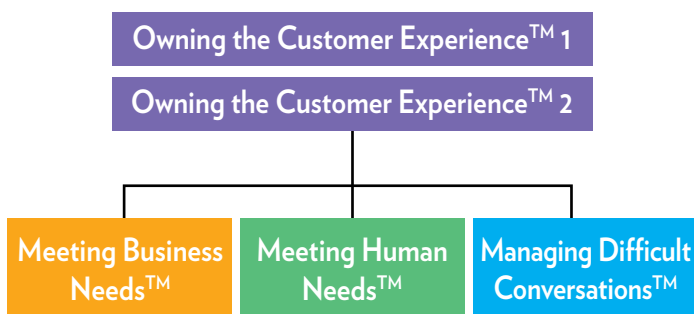 Owning the Customer Experience™ 1
Owning the Customer Experience™ 2
Meeting Business
Needs™
Meeting Human
Needs™
Managing Difficult
Conversations™